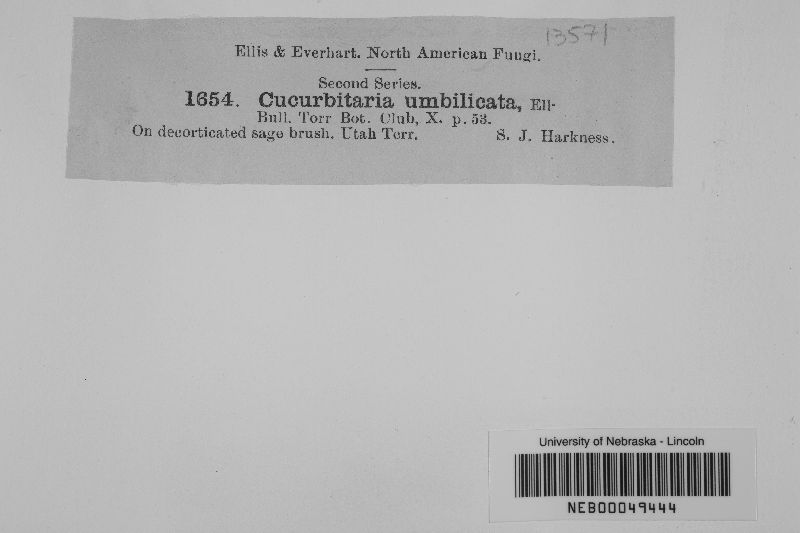 13571
Ellis & Everhart. North American Fungi.
Second Series.
1654. Cucurbitaria umbilicata, Ell-
Bull. Torr Bot. Club, X. p. 53.
On decorticated sage brush. Utah Terr. S. J. Harkness.
University of Nebraska - Lincoln
NEB00049444